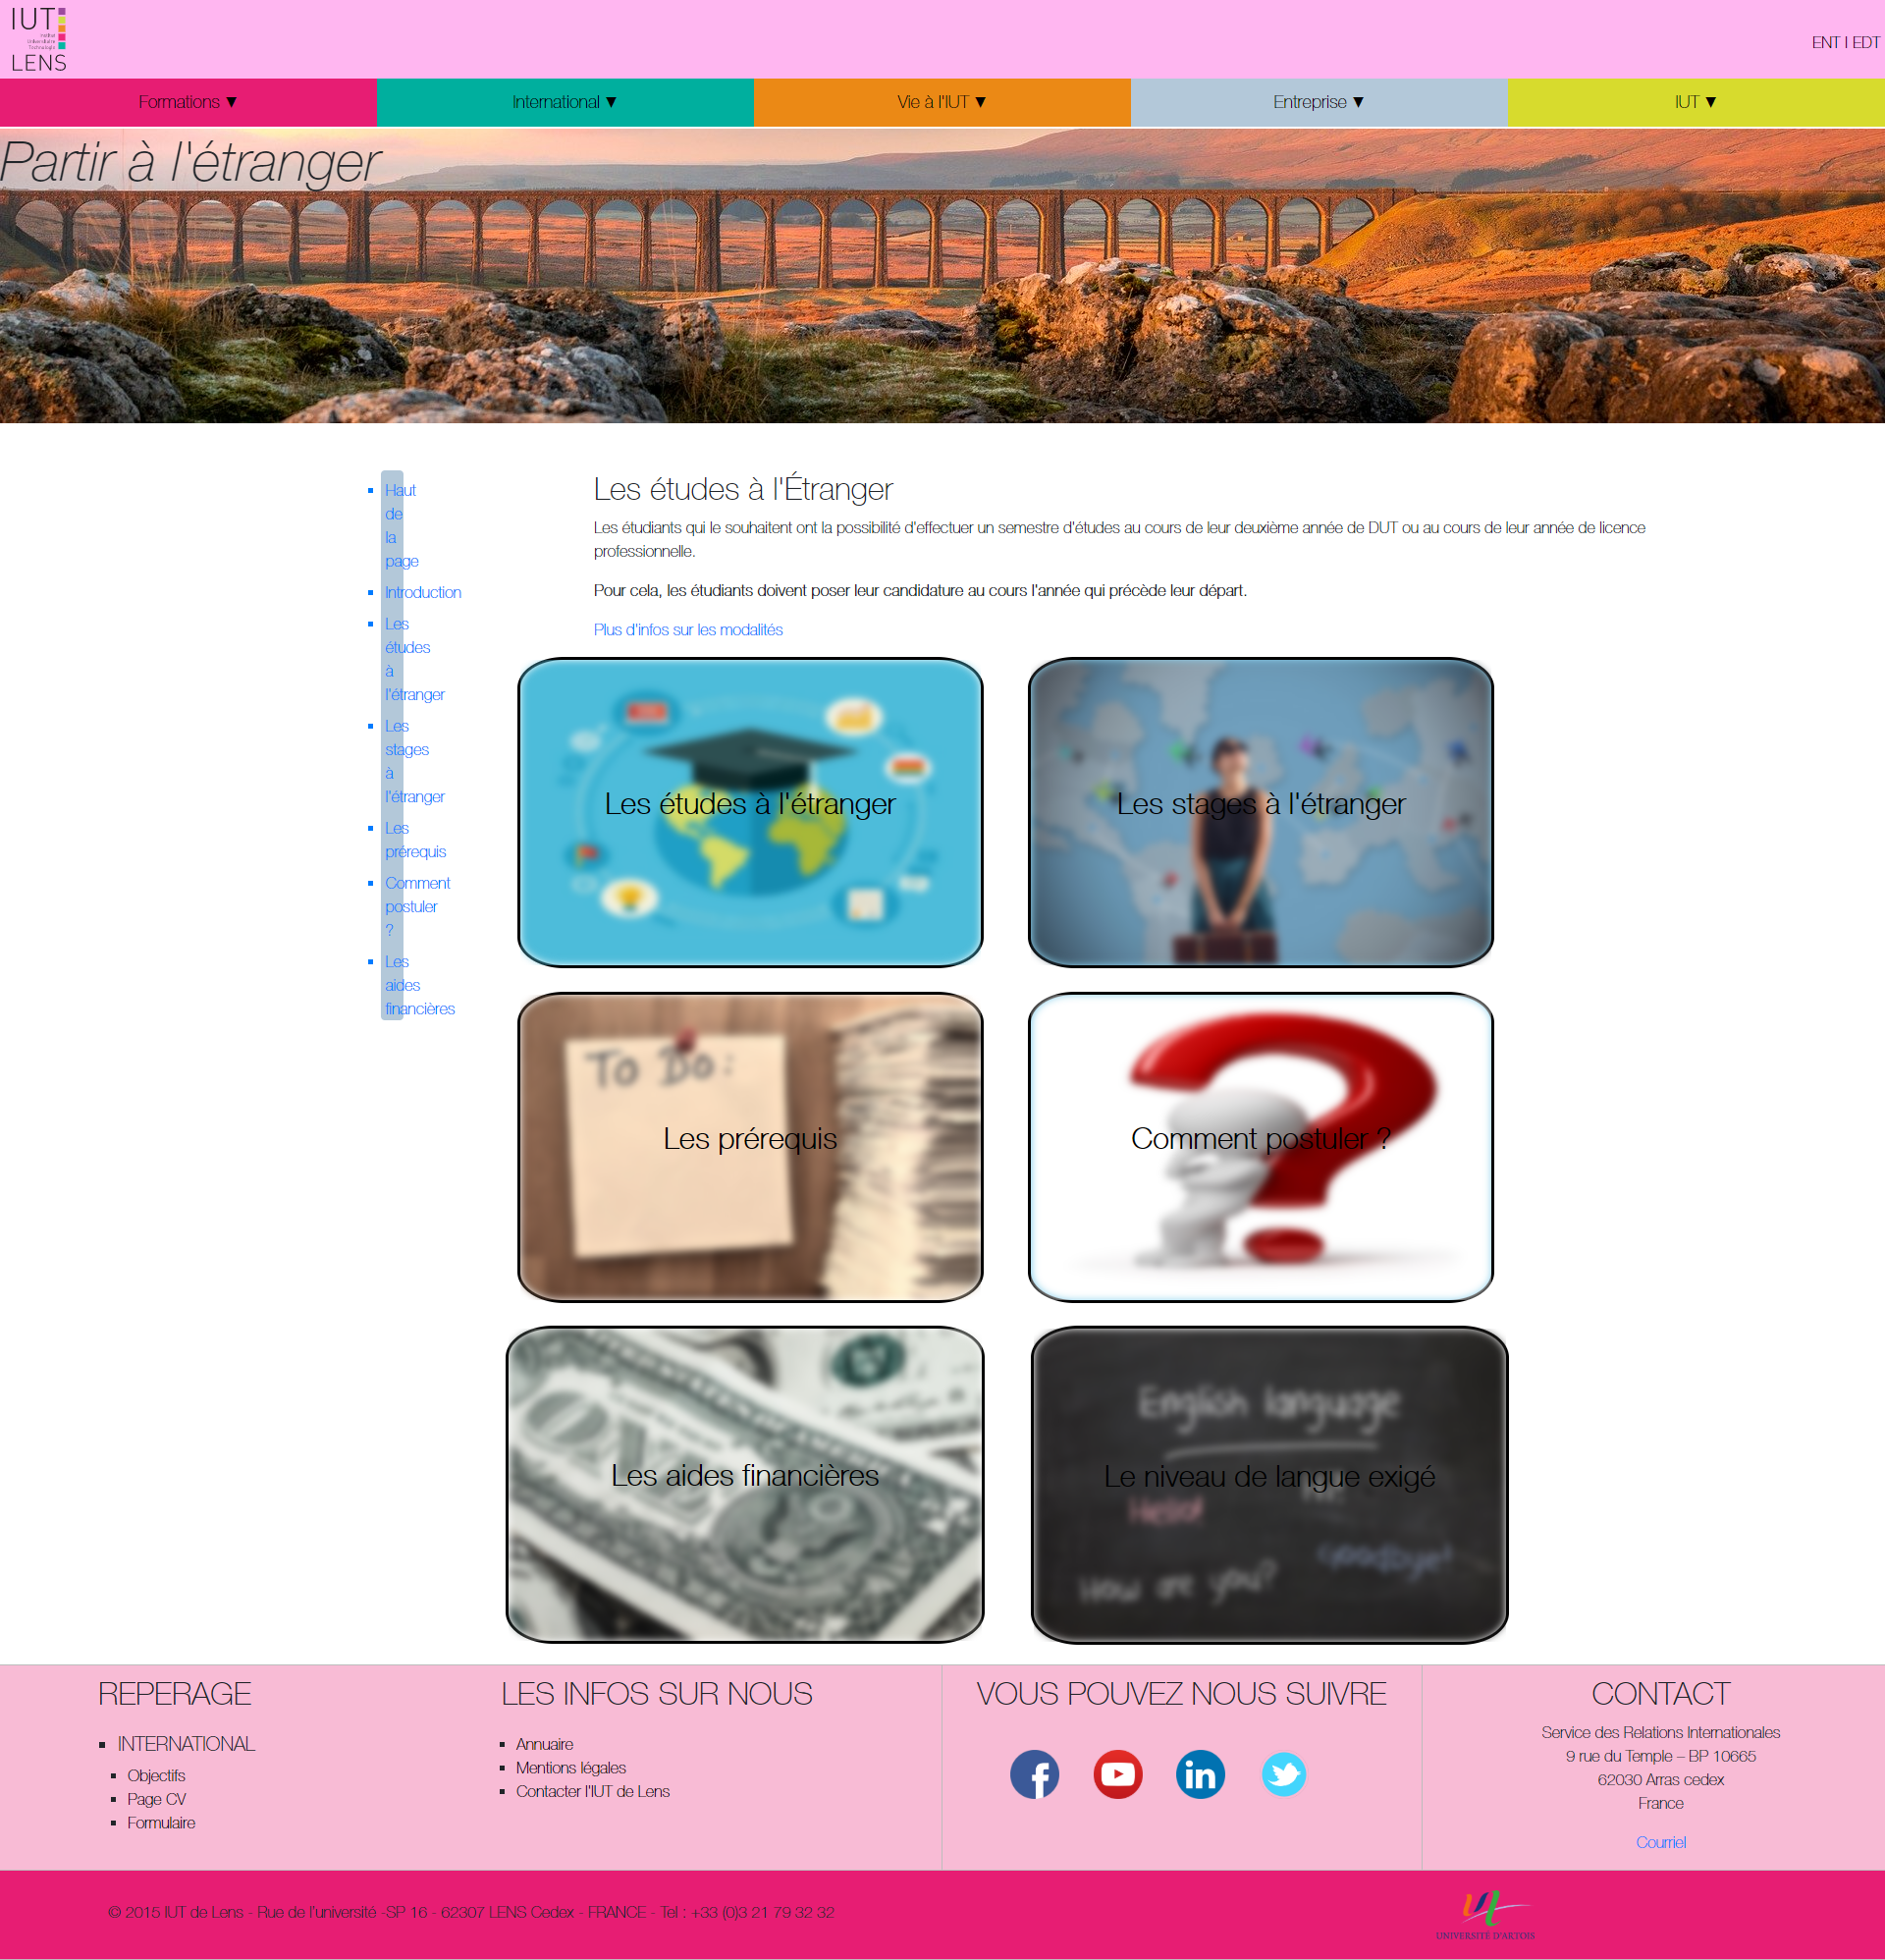 IUT
Institut
Universitaire
Technologie
LENS
ENT I EDT
Formations ▼
International ▼
Vie à l'IUT ▼
Entreprise ▼
IUT ▼
Partir à l'étranger
Haut
de
la
page
Introduction
Les
études
à
l'étranger
Les
stages
à
l'étranger
Les
prérequis
Comment
postuler
?
Les
aides
financières
Les études à l'Étranger
Les étudiants qui le souhaitent ont la possibilité d'effectuer un semestre d'études au cours de leur deuxième année de DUT ou au cours de leur année de licence
professionnelle.
Pour cela, les étudiants doivent poser leur candidature au cours l'année qui précède leur départ.
Plus d'infos sur les modalités
Les études à l'étranger
Les stages à l'étranger
To Do:
Les prérequis
Comment postuler ?
ONE
Les aides financières
English language
Le niveau de langue exigé
Hello!
Goodbye!
How are you?
REPERAGE
INTERNATIONAL
Objectifs
Page CV
Formulaire
LES INFOS SUR NOUS
Annuaire
Mentions légales
Contacter l'IUT de Lens
VOUS POUVEZ NOUS SUIVRE
CONTACT
Service des Relations Internationales
9 rue du Temple – BP 10665
62030 Arras cedex
France
Courriel
© 2015 IUT de Lens - Rue de l'université -SP 16 - 62307 LENS Cedex - FRANCE - Tel : +33 (0)3 21 79 32 32
UNIVERSITÉ D'ARTOIS